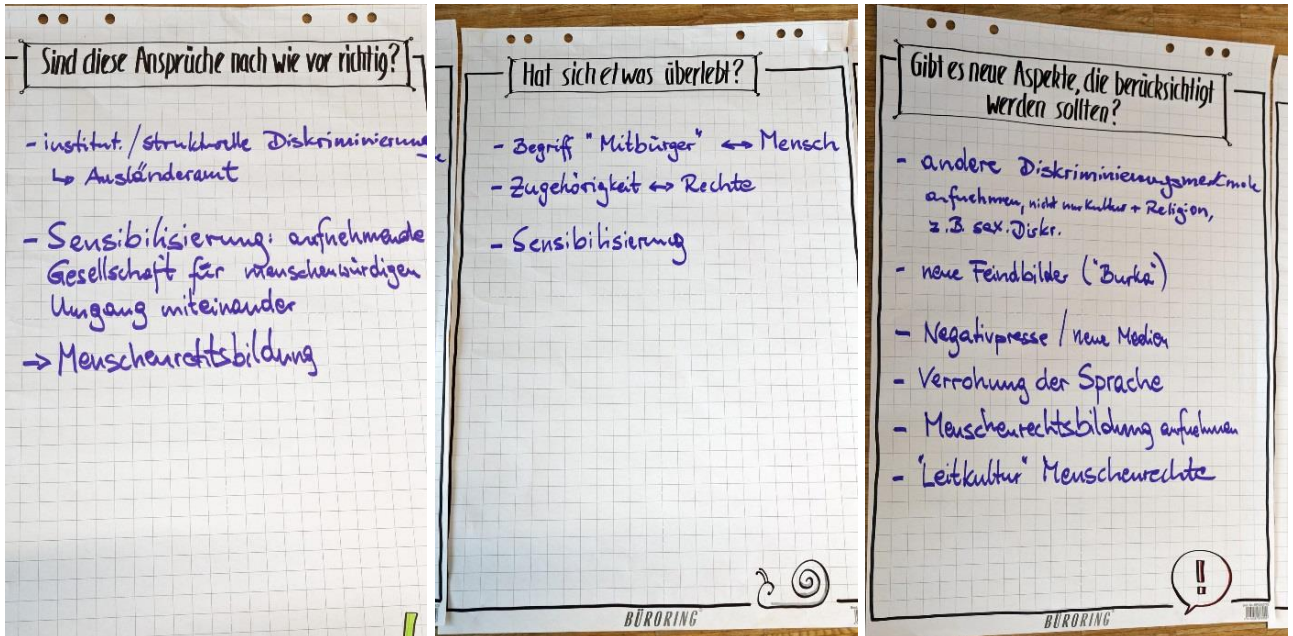 Sind diese Ansprüche nach wie vor richtig?
- institut./strukturelle Diskriminierung
↳ Ausländeramt
- Sensibilisierung: aufnehmende
Gesellschaft für menschenwürdigen
Umgang miteinander
→ Menschenrechtsbildung
Hat sich etwas überlebt?
- Begriff "Mitbürger" ↔ Mensch
- Zugehörigkeit ↔ Rechte
- Sensibilisierung
BÜRORING
Gibt es neue Aspekte, die berücksichtigt
werden sollten?
- andere Diskriminierungsmerkmale
aufnehmen, nicht nur Kultur + Religion,
z.B. sex. Diskr.
- neue Feindbilder ("Burka")
- Negativpresse / neue Medien
- Verrohung der Sprache
- Menschenrechtsbildung aufnehmen
- "Leitkultur" Menschenrechte
!
BÜRORING